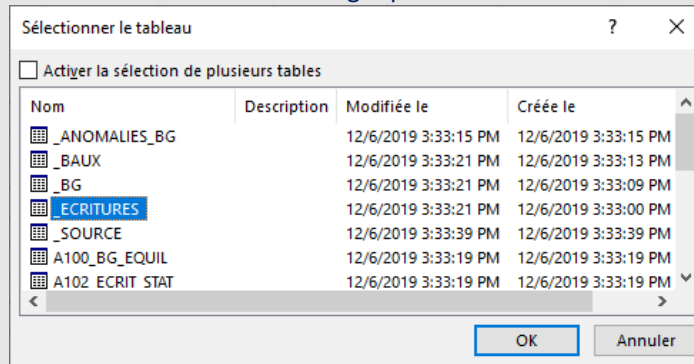 Sélectionner le tableau ? ×
Activer la sélection de plusieurs tables
Nom Description Modifiée le Créée le
_ANOMALIES_BG 12/6/2019 3:33:15 PM 12/6/2019 3:33:15 PM
_BAUX 12/6/2019 3:33:21 PM 12/6/2019 3:33:13 PM
_BG 12/6/2019 3:33:21 PM 12/6/2019 3:33:09 PM
_ECRITURES 12/6/2019 3:33:21 PM 12/6/2019 3:33:00 PM
_SOURCE 12/6/2019 3:33:39 PM 12/6/2019 3:33:39 PM
A100_BG_EQUIL 12/6/2019 3:33:19 PM 12/6/2019 3:33:19 PM
A102_ECRIT_STAT 12/6/2019 3:33:19 PM 12/6/2019 3:33:19 PM
OK Annuler